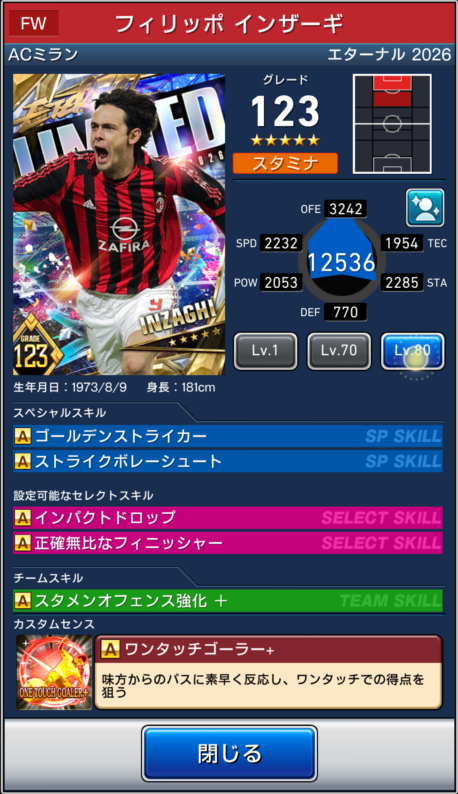 FW フィリッポ インザーギ
ACミラン エターナル 2026
UNITED
2026
OPEL
ZAFIRA
9
INZAGHI
★★★★★
GRADE
123
グレード
123
★★★★★
スタミナ
OFE 3242
SPD 2232
1954 TEC
12536
POW 2053
2285 STA
DEF 770
Lv.1 Lv.70 Lv.80
生年月日：1973/8/9 身長：181cm
スペシャルスキル
A ゴールデンストライカー SP SKILL
A ストライクボレーシュート SP SKILL
設定可能なセレクトスキル
A インパクトドロップ SELECT SKILL
A 正確無比なフィニッシャー SELECT SKILL
チームスキル
A スタメンオフェンス強化 ＋ TEAM SKILL
カスタムセンス
ONE TOUCH GOALER+
A ワンタッチゴーラー+
味方からのパスに素早く反応し、ワンタッチでの得点を
狙う
閉じる